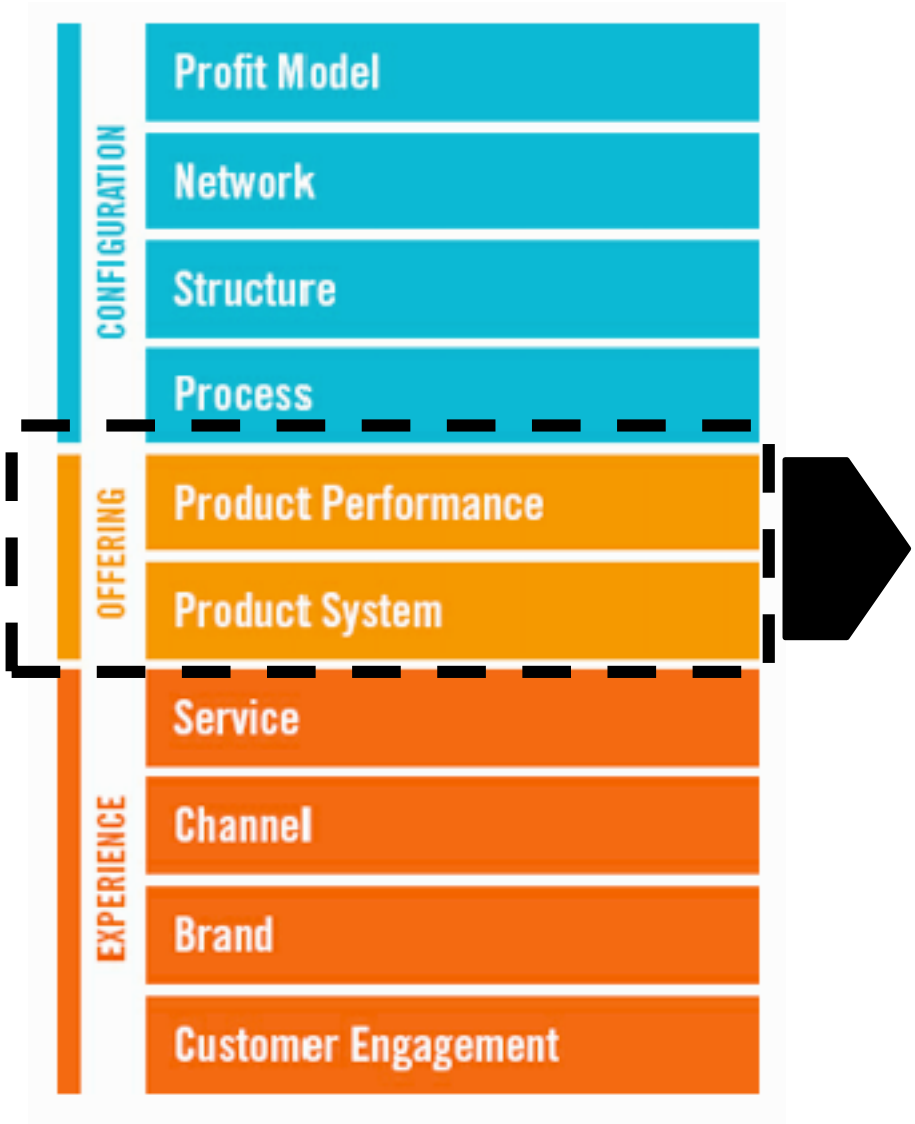 CONFIGURATION
Profit Model
Network
Structure
Process
OFFERING
Product Performance
Product System
EXPERIENCE
Service
Channel
Brand
Customer Engagement